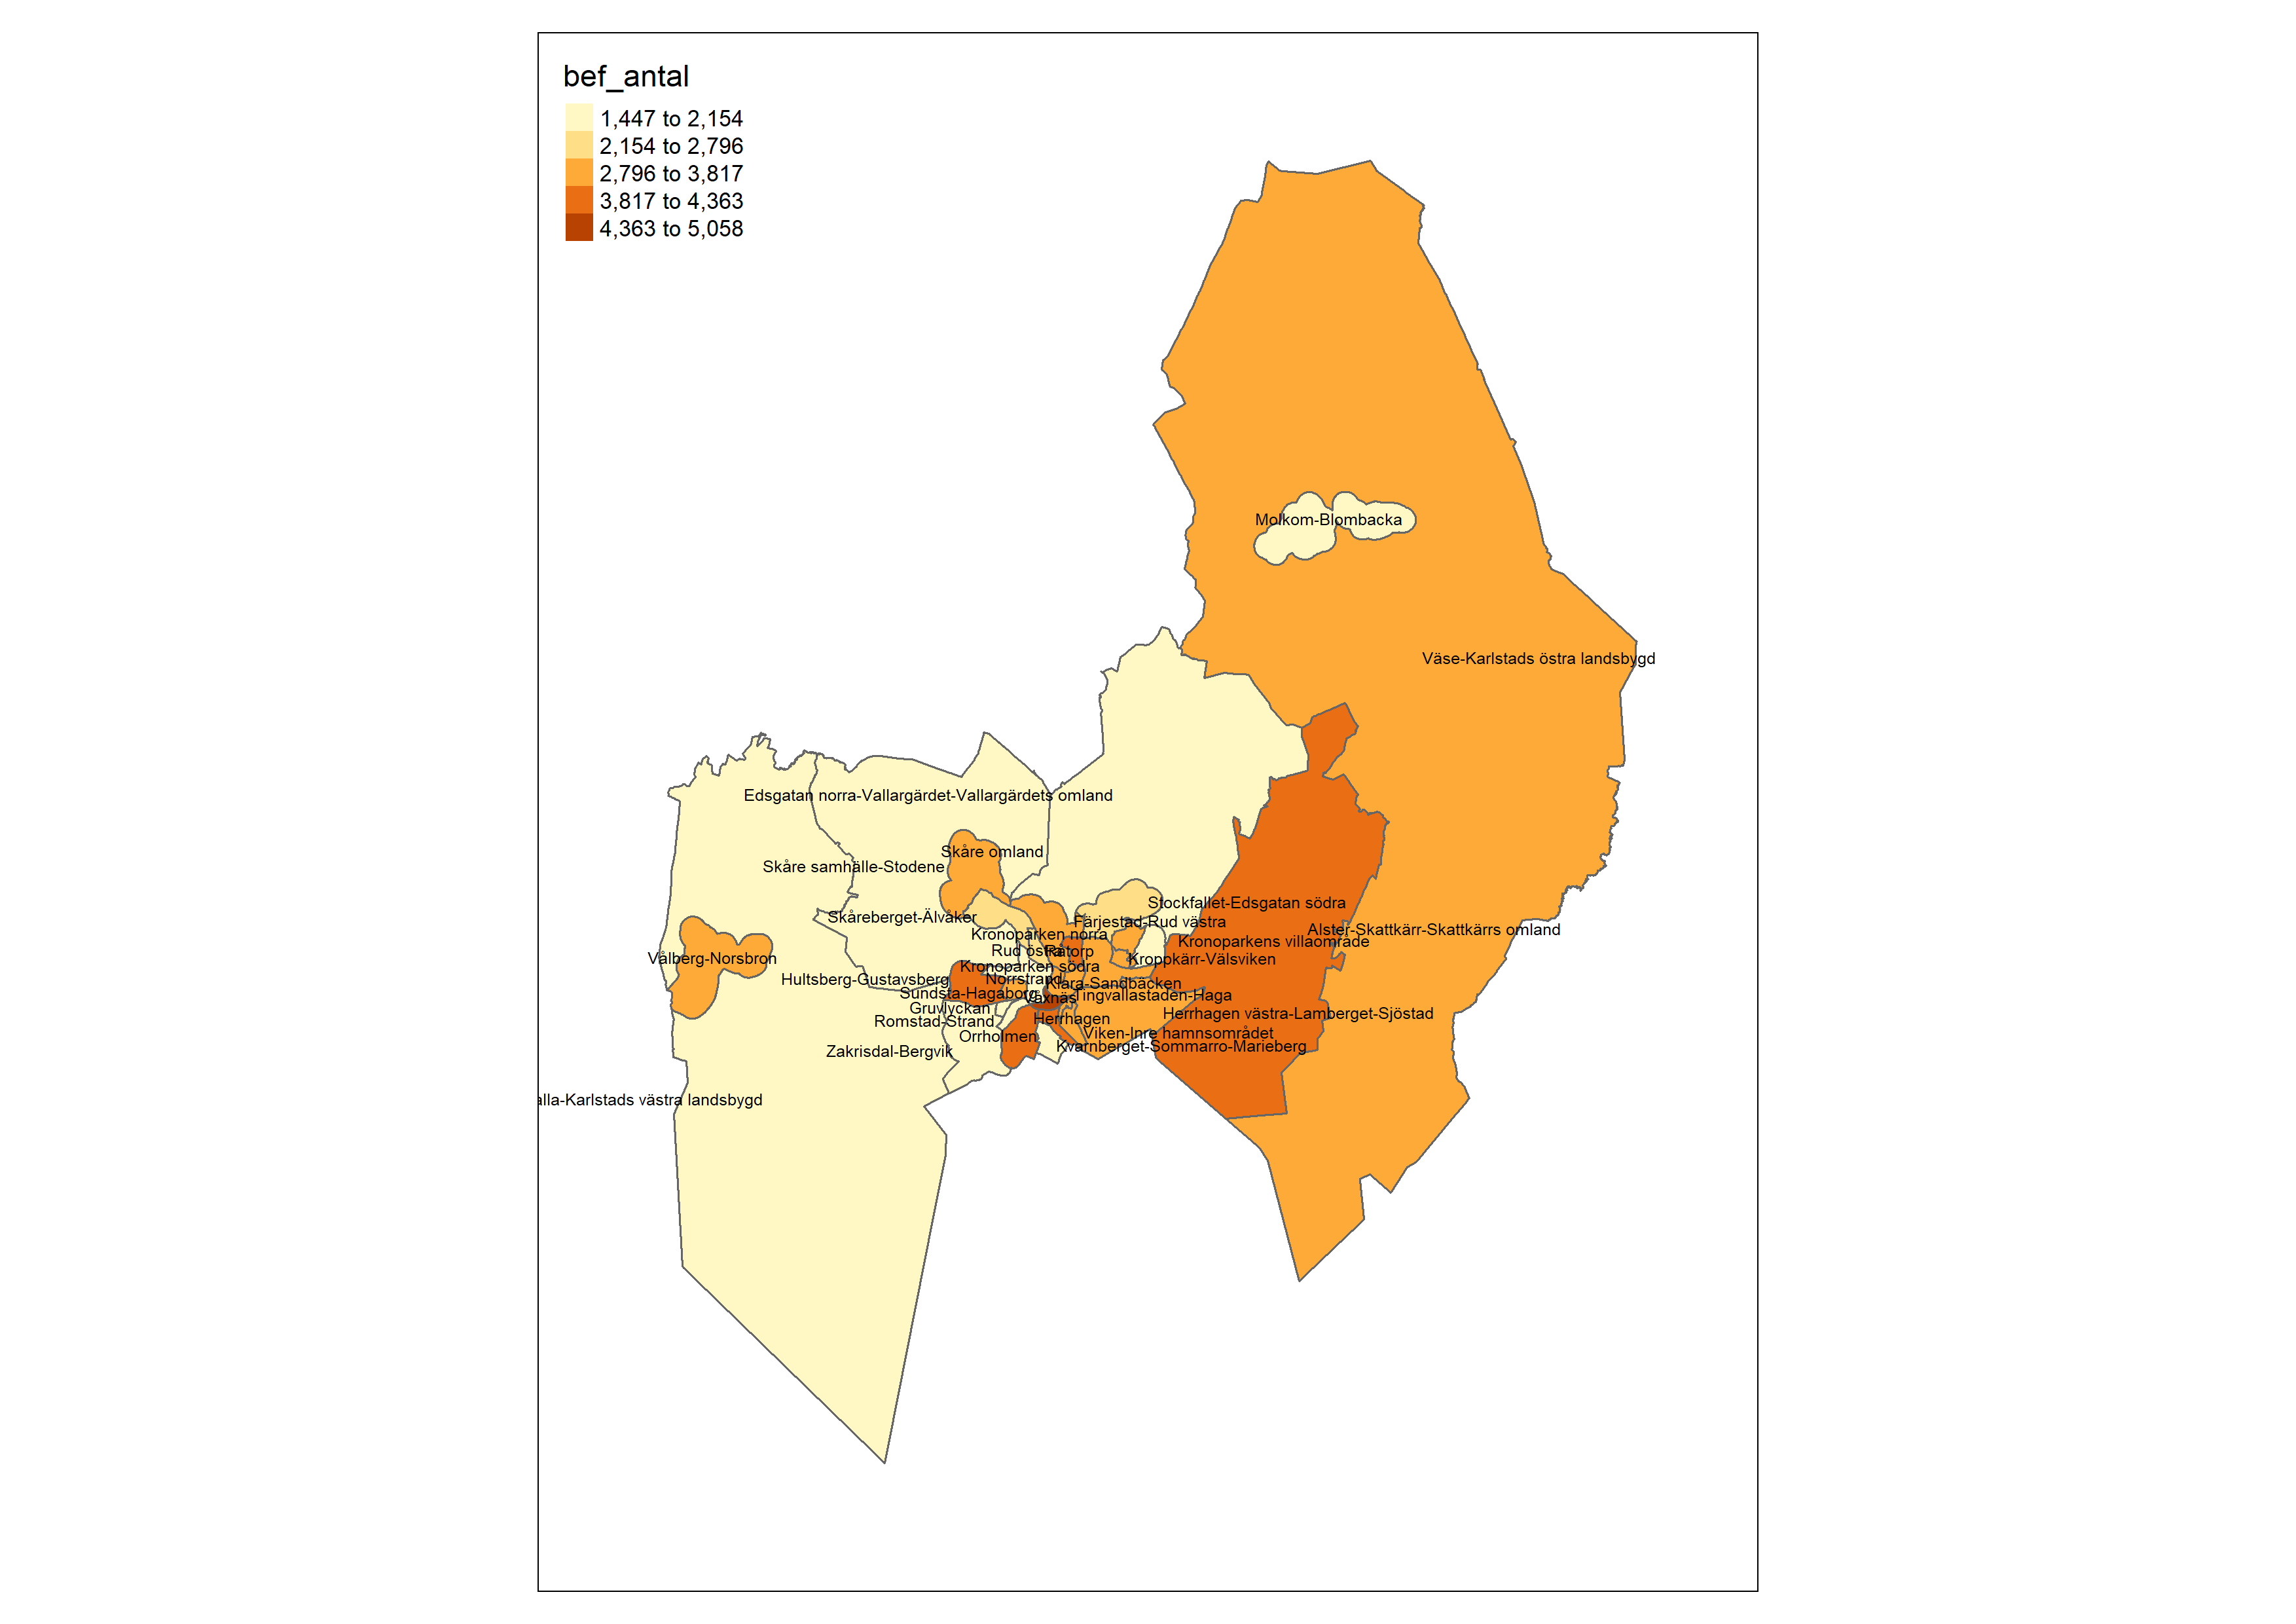 bef_antal
1,447 to 2,154
2,154 to 2,796
2,796 to 3,817
3,817 to 4,363
4,363 to 5,058
Molkom-Blombacka
Väse-Karlstads östra landsbygd
Edsgatan norra-Vallargärdet-Vallargärdets omland
Skåre omland
Skåre samhälle-Stodene
Stockfallet-Edsgatan södra
Skåreberget-Älvåker
Färjestad-Rud västra
Alster-Skattkärr-Skattkärrs omland
Kronoparken norra
Kronoparkens villaområde
Rud östra
Råtorp
Vålberg-Norsbron
Kroppkärr-Välsviken
Kronoparken södra
Hultsberg-Gustavsberg
Norrstrand
Klara-Sandbäcken
Sundsta-Hagaborg
Våxnäs
Tingvallastaden-Haga
Gruvlyckan
Herrhagen västra-Lamberget-Sjöstad
Romstad-Strand
Herrhagen
Viken-Inre hamnsområdet
Orrholmen
Kvarnberget-Sommarro-Marieberg
Zakrisdal-Bergvik
alla-Karlstads västra landsbygd